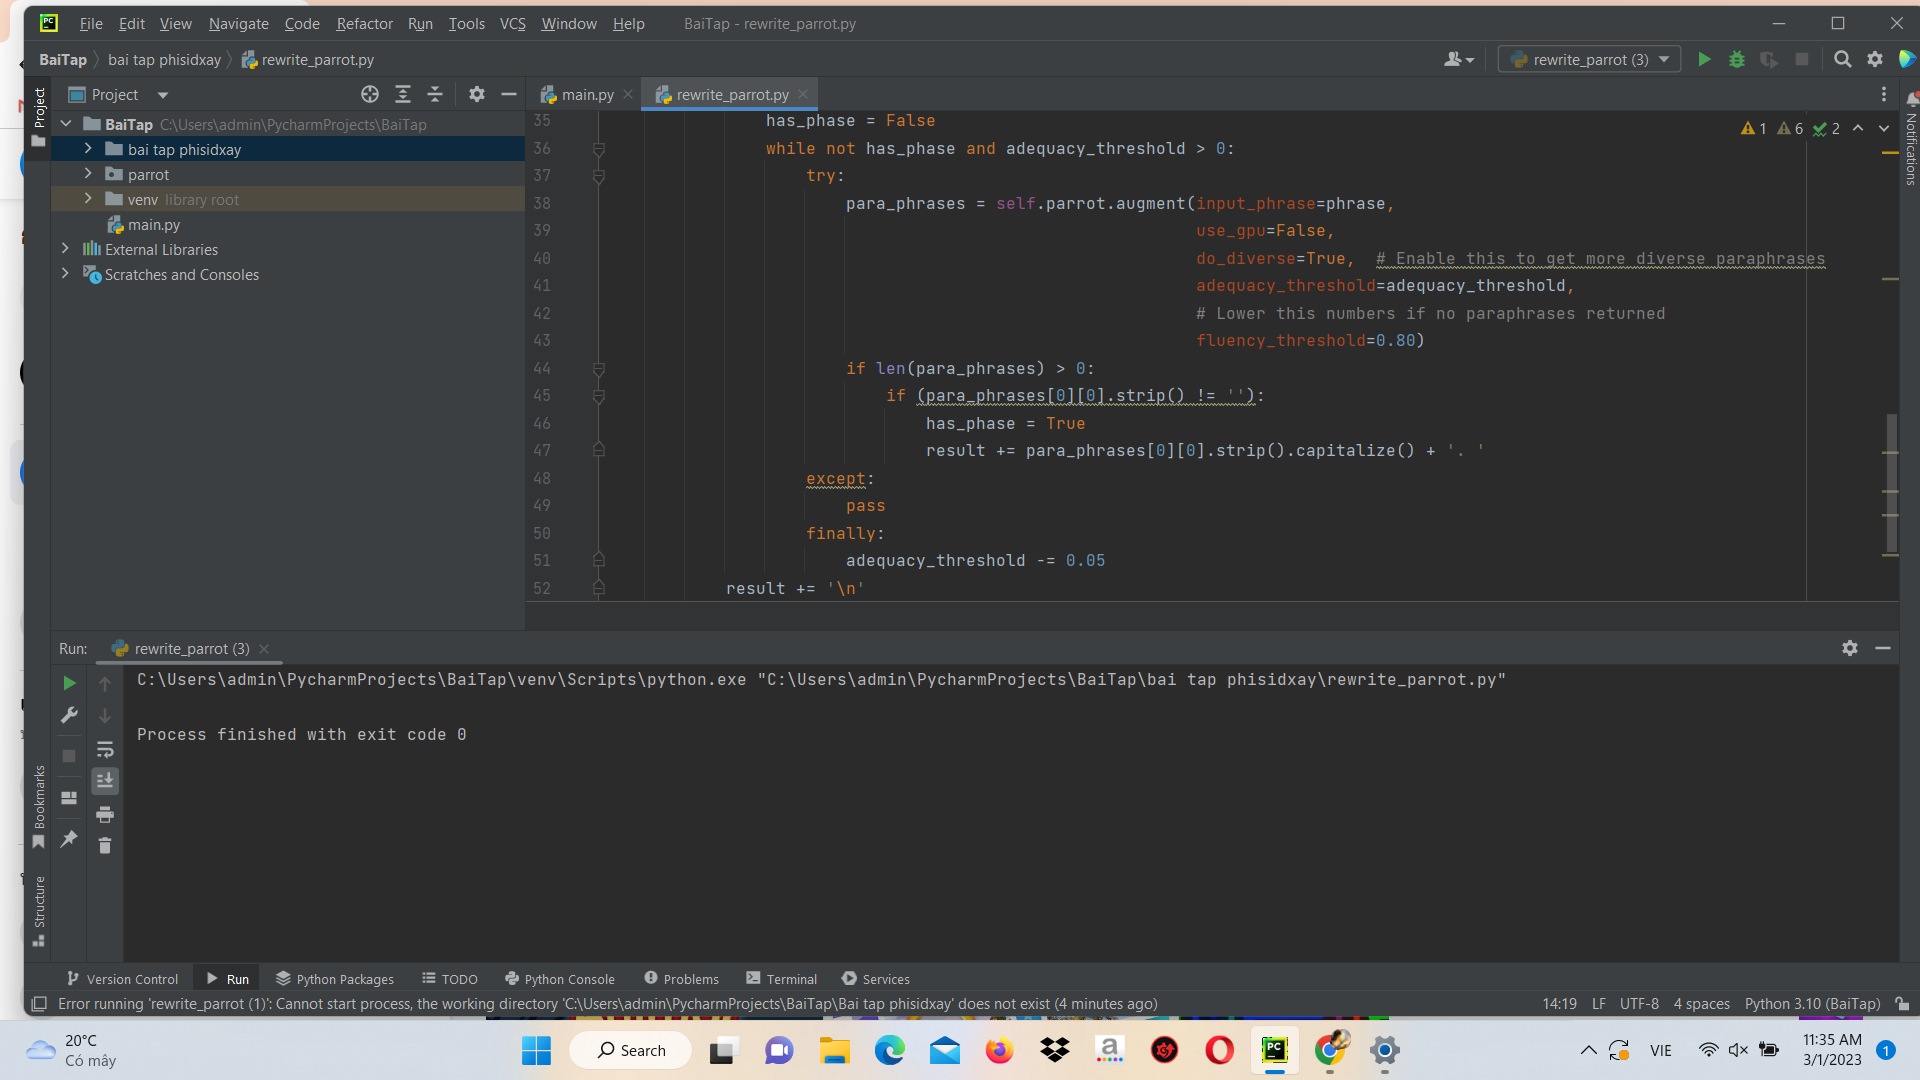 File Edit View Navigate Code Refactor Run Tools VCS Window Help BaiTap - rewrite_parrot.py
BaiTap bai tap phisidxay rewrite_parrot.py rewrite_parrot (3)
Project
Project main.py rewrite_parrot.py
Notifications
BaiTap C:\Users\admin\PycharmProjects\BaiTap
bai tap phisidxay
parrot
venv library root
main.py
External Libraries
Scratches and Consoles
1 6 2
35 has_phase = False
36 while not has_phase and adequacy_threshold > 0:
37 try:
38 para_phrases = self.parrot.augment(input_phrase=phrase,
39 use_gpu=False,
40 do_diverse=True,  # Enable this to get more diverse paraphrases
41 adequacy_threshold=adequacy_threshold,
42 # Lower this numbers if no paraphrases returned
43 fluency_threshold=0.80)
44 if len(para_phrases) > 0:
45 if (para_phrases[0][0].strip() != ''):
46 has_phase = True
47 result += para_phrases[0][0].strip().capitalize() + '. '
48 except:
49 pass
50 finally:
51 adequacy_threshold -= 0.05
52 result += '\n'
Run: rewrite_parrot (3)
C:\Users\admin\PycharmProjects\BaiTap\venv\Scripts\python.exe "C:\Users\admin\PycharmProjects\BaiTap\bai tap phisidxay\rewrite_parrot.py"
Process finished with exit code 0
Bookmarks
Structure
Version Control Run Python Packages TODO Python Console Problems Terminal Services
Error running 'rewrite_parrot (1)': Cannot start process, the working directory 'C:\Users\admin\PycharmProjects\BaiTap\Bai tap phisidxay' does not exist (4 minutes ago) 14:19 LF UTF-8 4 spaces Python 3.10 (BaiTap)
20°C
Có mây
Search
VIE
11:35 AM
3/1/2023
1